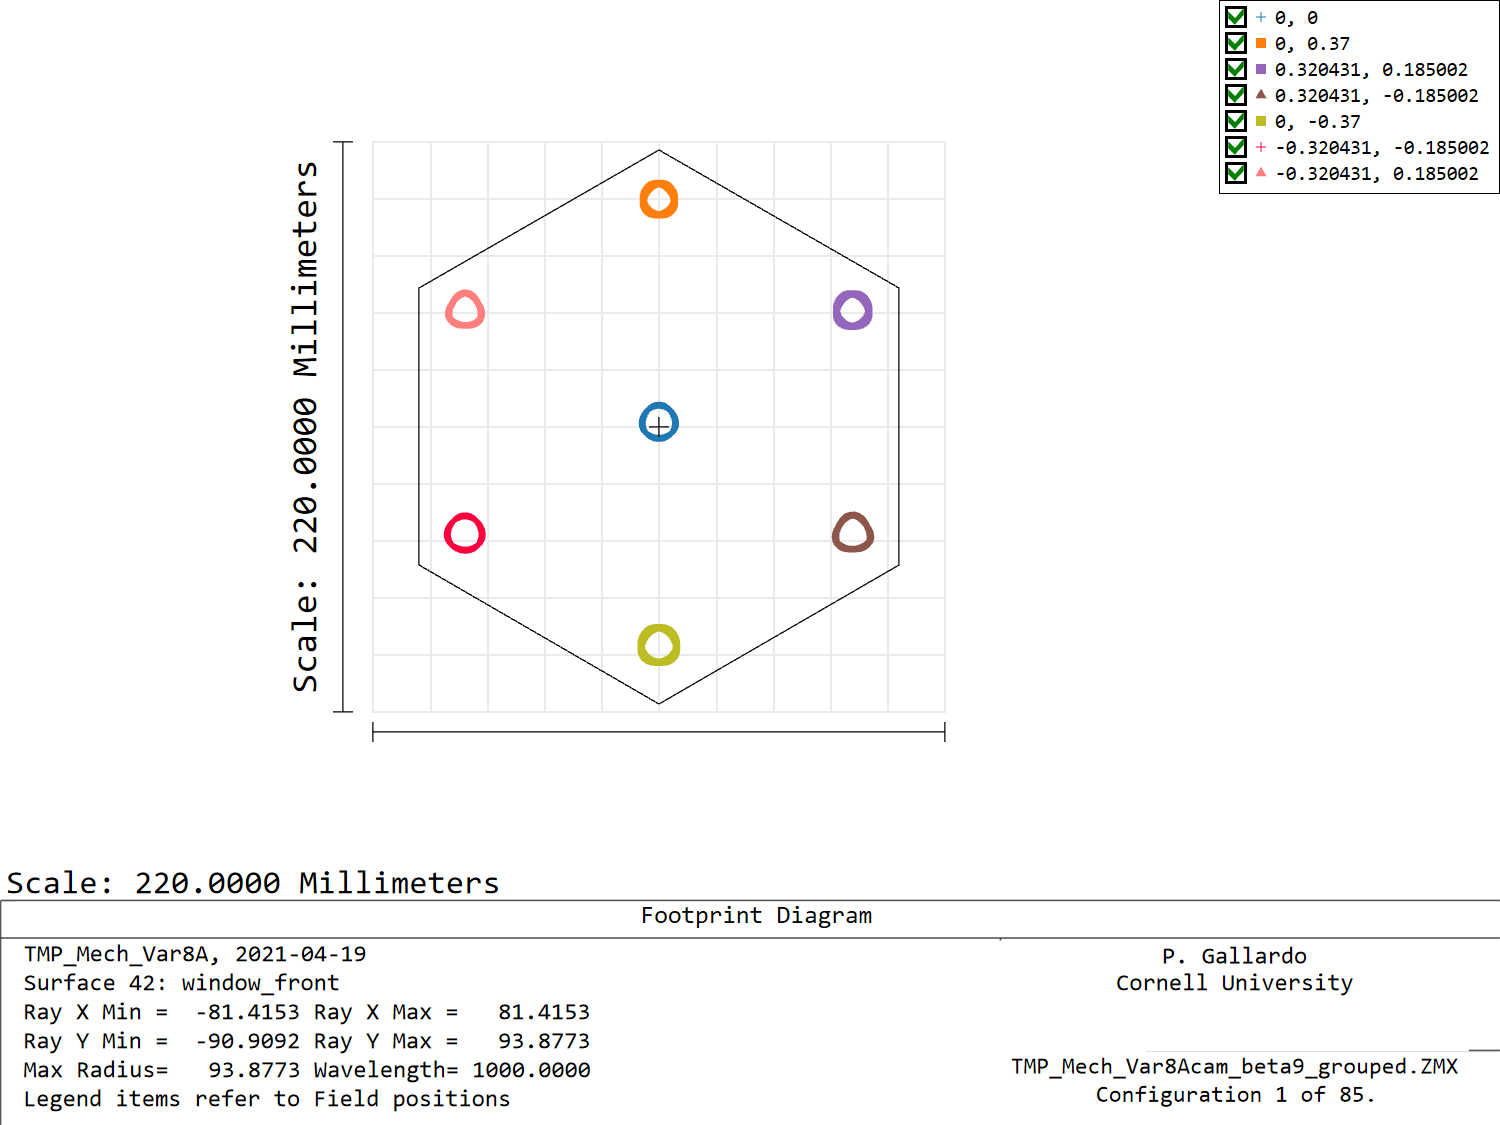 0, 0
0, 0.37
0.320431, 0.185002
0.320431, -0.185002
0, -0.37
-0.320431, -0.185002
-0.320431, 0.185002
Scale: 220.0000 Millimeters
Scale: 220.0000 Millimeters
Footprint Diagram
TMP_Mech_Var8A, 2021-04-19
Surface 42: window_front
Ray X Min =  -81.4153 Ray X Max =   81.4153
Ray Y Min =  -90.9092 Ray Y Max =   93.8773
Max Radius=   93.8773 Wavelength= 1000.0000
Legend items refer to Field positions
P. Gallardo
Cornell University
TMP_Mech_Var8Acam_beta9_grouped.ZMX
Configuration 1 of 85.